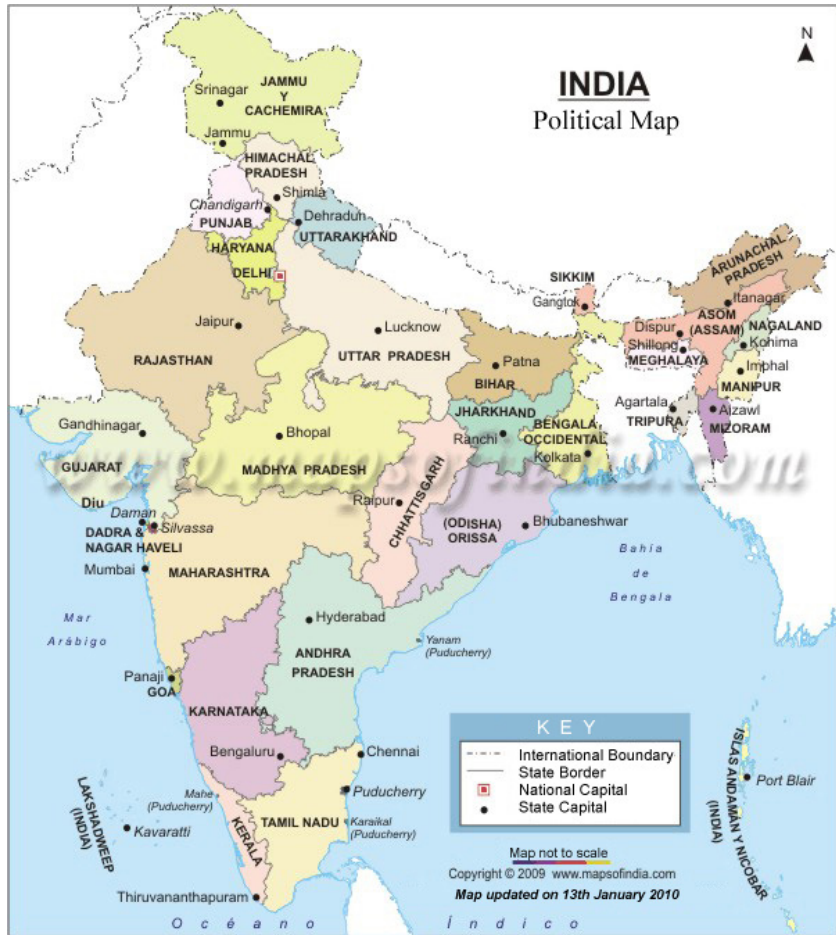 N
INDIA
Political Map
JAMMU
Y
CACHEMIRA
Srinagar
Jammu
HIMACHAL
PRADESH
Shimla
Chandigarh
PUNJAB
Dehradun
UTTARAKHAND
HARYANA
DELHI
ARUNACHAL
PRADESH
SIKKIM
Gangtok
Itanagar
ASOM
(ASSAM)
Dispur
NAGALAND
Shillong
Kohima
MEGHALAYA
Imphal
MANIPUR
Jaipur
Lucknow
RAJASTHAN
UTTAR PRADESH
Patna
BIHAR
Agartala
TRIPURA
Aizawl
MIZORAM
JHARKHAND
Ranchi
BENGALA
OCCIDENTAL
Kolkata
Gandhinagar
Bhopal
GUJARAT
MADHYA PRADESH
www.mapsofindia.com
Diu
Daman
Silvassa
DADRA &
NAGAR HAVELI
Raipur
CHHATTISGARH
(ODISHA)
ORISSA
Bhubaneshwar
Mumbai
MAHARASHTRA
Bahía
de
Bengala
Mar
Arábigo
Hyderabad
ANDHRA
PRADESH
Yanam
(Puducherry)
Panaji
GOA
KARNATAKA
Bengaluru
Chennai
Mahe
(Puducherry)
Puducherry
TAMIL NADU
Karaikal
(Puducherry)
KERALA
LAKSHADWEEP
(INDIA)
Kavaratti
Thiruvananthapuram
Océano Índico
ISLAS ANDAMÁN Y NICOBAR
(INDIA)
Port Blair
KEY
International Boundary
State Border
National Capital
State Capital
Map not to scale
Copyright © 2009 www.mapsofindia.com
Map updated on 13th January 2010